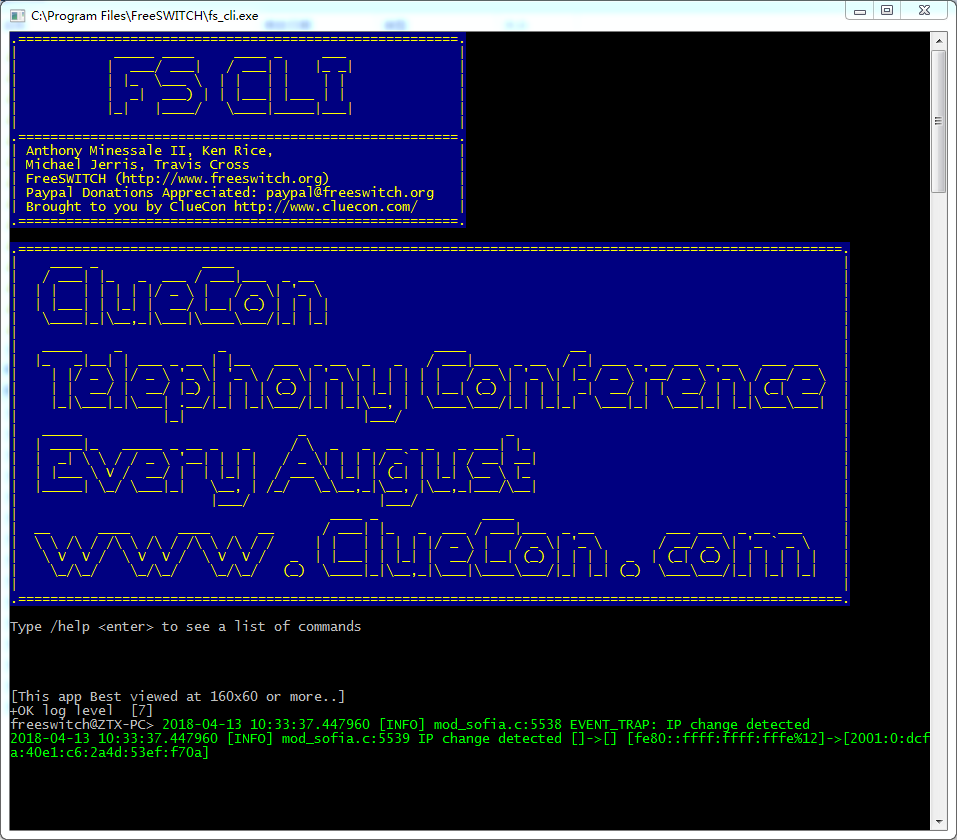 C:\Program Files\FreeSWITCH\fs_cli.exe
FS CLI
Anthony Minessale II, Ken Rice,
Michael Jerris, Travis Cross
FreeSWITCH (http://www.freeswitch.org)
Paypal Donations Appreciated: paypal@freeswitch.org
Brought to you by ClueCon http://www.cluecon.com/
ClueCon
Telephony Conference
Every August
www.ClueCon.com
Type /help <enter> to see a list of commands
[This app Best viewed at 160x60 or more..]
+OK log level  [7]
freeswitch@ZTX-PC> 2018-04-13 10:33:37.447960 [INFO] mod_sofia.c:5538 EVENT_TRAP: IP change detected
2018-04-13 10:33:37.447960 [INFO] mod_sofia.c:5539 IP change detected []->[] [fe80::ffff:ffff:fffe%12]->[2001:0:dcf
a:40e1:c6:2a4d:53ef:f70a]